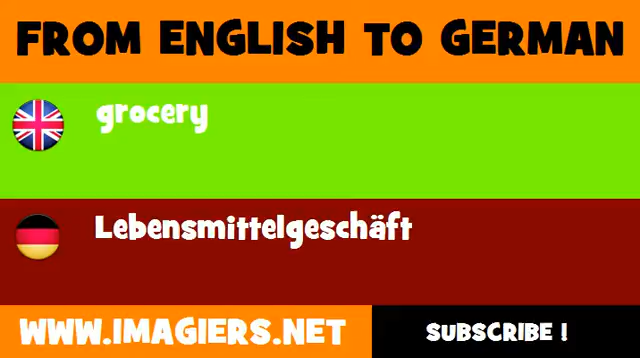 FROM ENGLISH TO GERMAN
grocery
Lebensmittelgeschäft
WWW.IMAGIERS.NET
SUBSCRIBE !